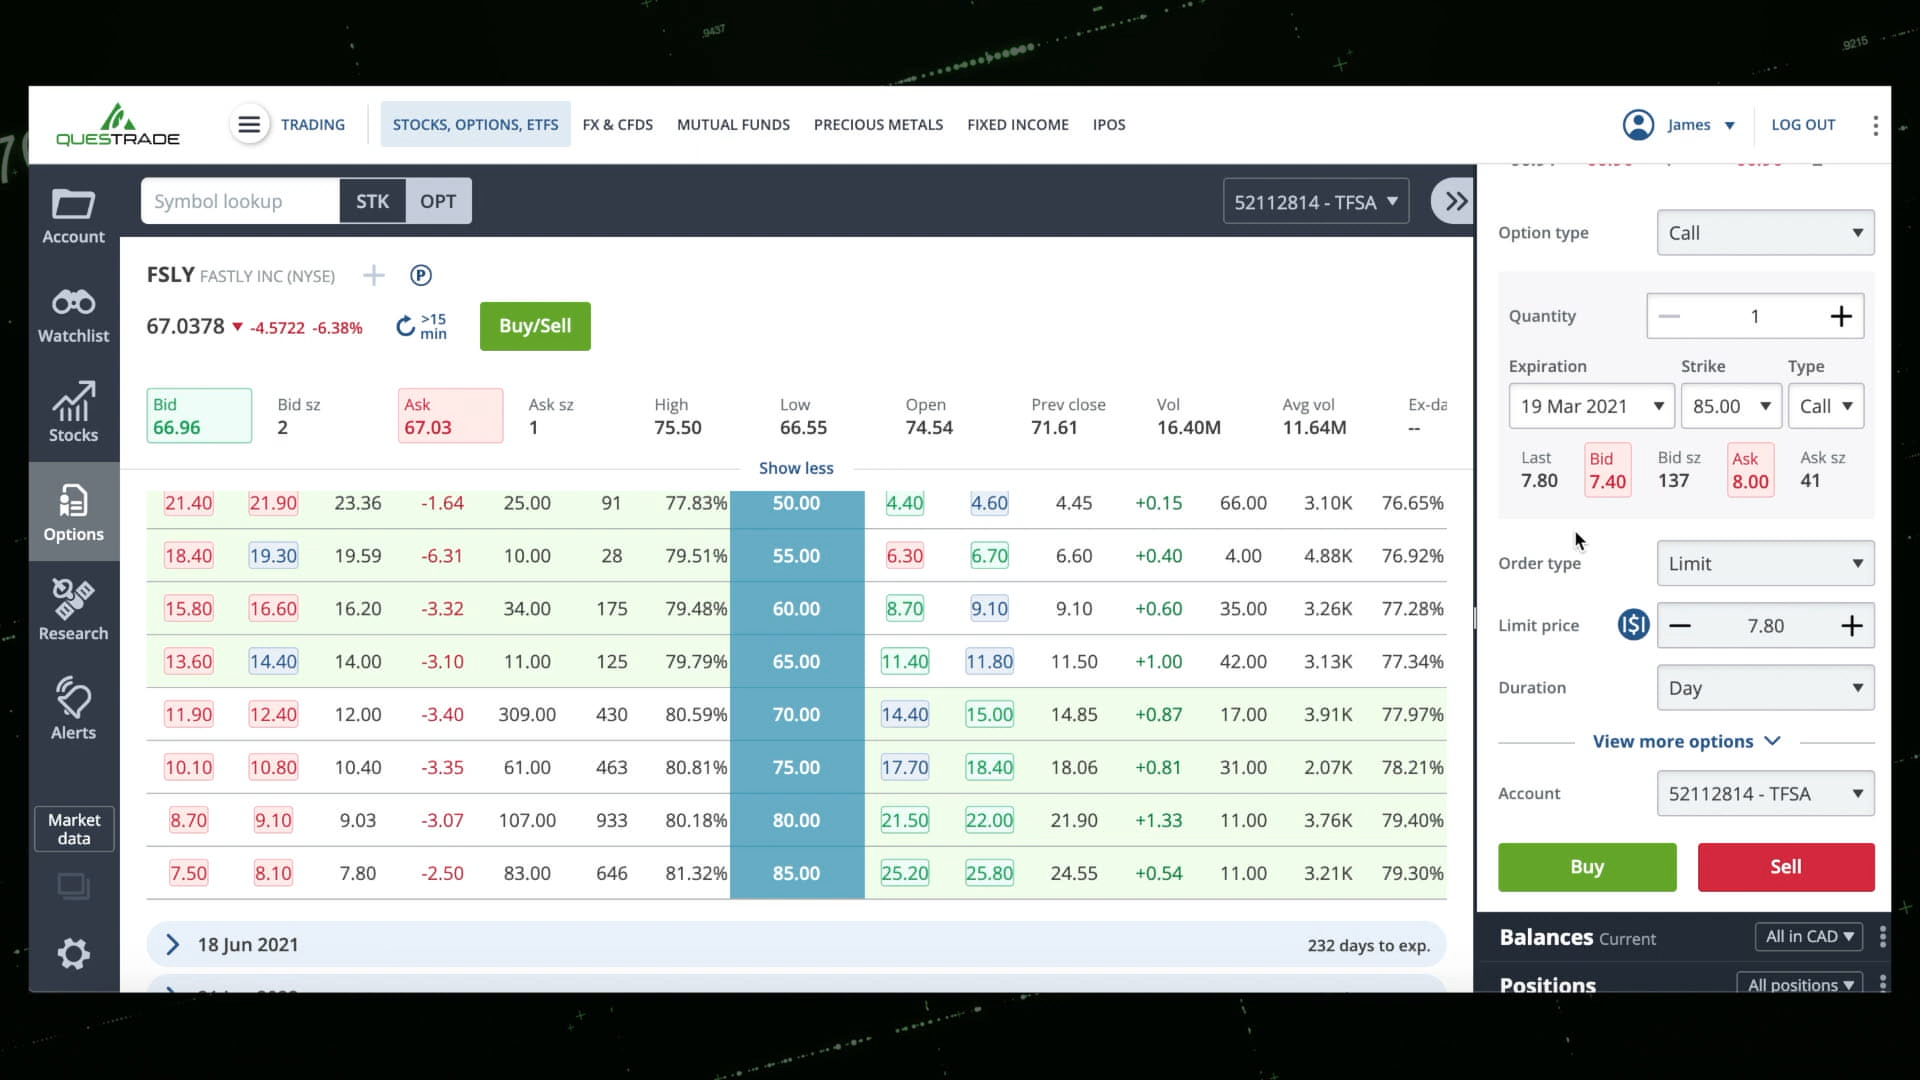 .9437
.9215
QUESTRADE
TRADING
STOCKS, OPTIONS, ETFS
FX & CFDS
MUTUAL FUNDS
PRECIOUS METALS
FIXED INCOME
IPOS
James
LOG OUT
Account
Watchlist
Stocks
Options
Research
Alerts
Market
data
Symbol lookup
STK
OPT
52112814 - TFSA
FSLY FASTLY INC (NYSE)
P
67.0378 -4.5722 -6.38%
>15
min
Buy/Sell
Bid Bid sz Ask Ask sz High Low Open Prev close Vol Avg vol Ex-da
66.96 2 67.03 1 75.50 66.55 74.54 71.61 16.40M 11.64M --
Show less
21.40 21.90 23.36 -1.64 25.00 91 77.83% 50.00 4.40 4.60 4.45 +0.15 66.00 3.10K 76.65%
18.40 19.30 19.59 -6.31 10.00 28 79.51% 55.00 6.30 6.70 6.60 +0.40 4.00 4.88K 76.92%
15.80 16.60 16.20 -3.32 34.00 175 79.48% 60.00 8.70 9.10 9.10 +0.60 35.00 3.26K 77.28%
13.60 14.40 14.00 -3.10 11.00 125 79.79% 65.00 11.40 11.80 11.50 +1.00 42.00 3.13K 77.34%
11.90 12.40 12.00 -3.40 309.00 430 80.59% 70.00 14.40 15.00 14.85 +0.87 17.00 3.91K 77.97%
10.10 10.80 10.40 -3.35 61.00 463 80.81% 75.00 17.70 18.40 18.06 +0.81 31.00 2.07K 78.21%
8.70 9.10 9.03 -3.07 107.00 933 80.18% 80.00 21.50 22.00 21.90 +1.33 11.00 3.76K 79.40%
7.50 8.10 7.80 -2.50 83.00 646 81.32% 85.00 25.20 25.80 24.55 +0.54 11.00 3.21K 79.30%
18 Jun 2021 232 days to exp.
Option type Call
Quantity 1
Expiration Strike Type
19 Mar 2021 85.00 Call
Last Bid Bid sz Ask Ask sz
7.80 7.40 137 8.00 41
Order type Limit
Limit price 7.80
Duration Day
View more options
Account 52112814 - TFSA
Buy
Sell
Balances Current All in CAD
Positions All positions